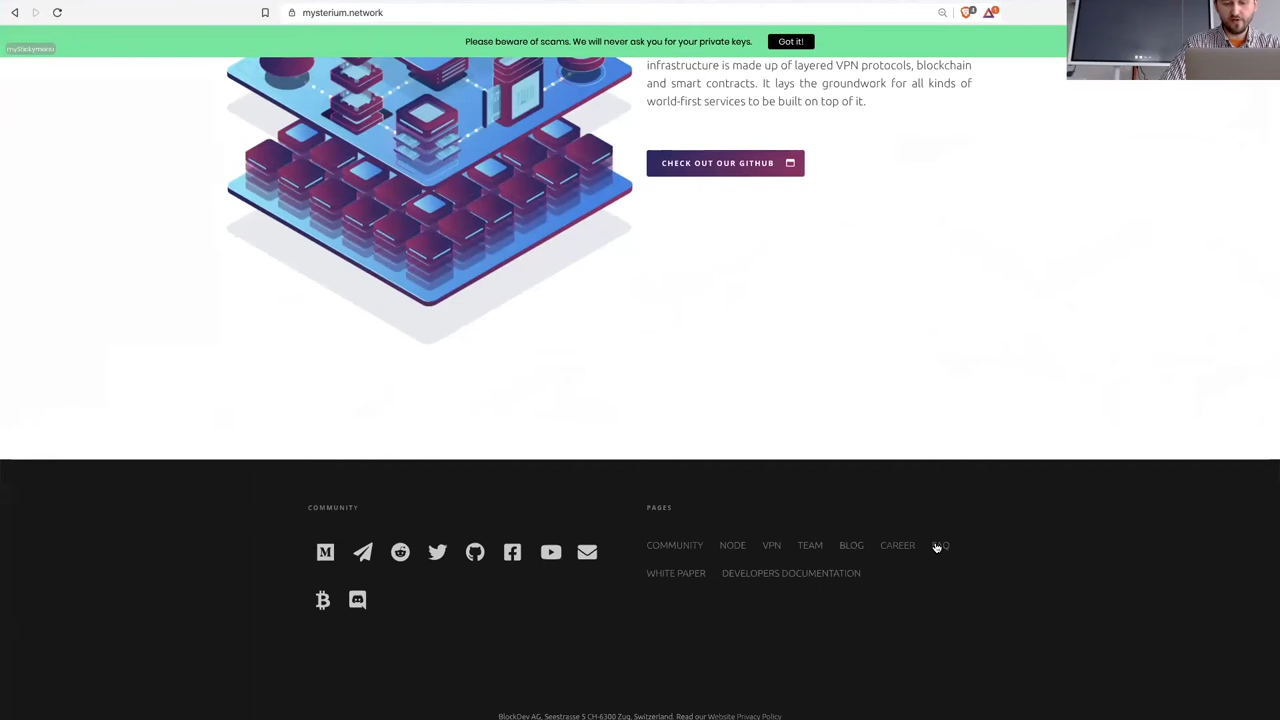 mysterium.network
4
1
Please beware of scams. We will never ask you for your private keys.
Got it!
myStickymenu
infrastructure is made up of layered VPN protocols, blockchain
and smart contracts. It lays the groundwork for all kinds of
world-first services to be built on top of it.
CHECK OUT OUR GITHUB
COMMUNITY
PAGES
COMMUNITY NODE VPN TEAM BLOG CAREER FAQ
WHITE PAPER DEVELOPERS DOCUMENTATION
BlockDev AG, Seestrasse 5 CH-6300 Zug, Switzerland. Read our Website Privacy Policy